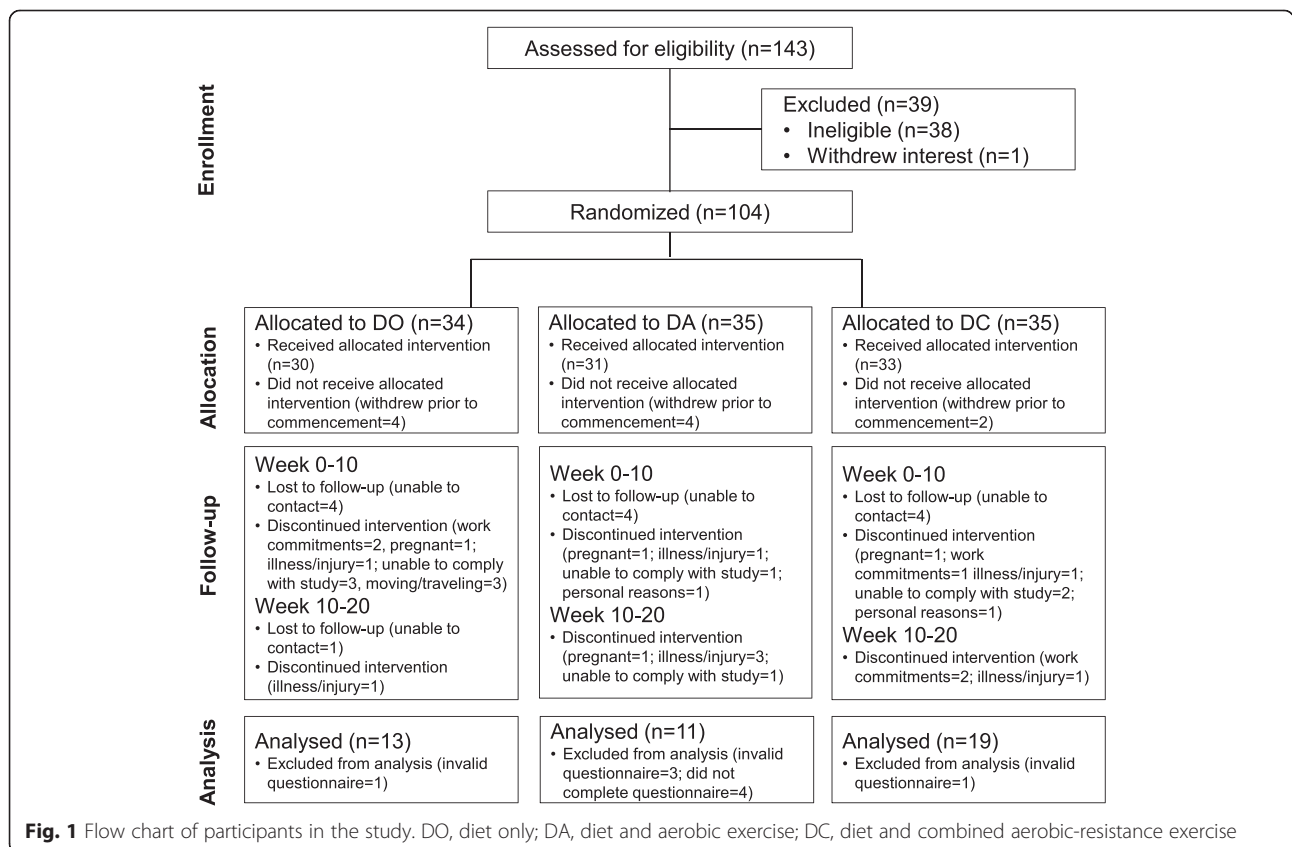 Assessed for eligibility (n=143)
Enrollment
Excluded (n=39)
• Ineligible (n=38)
• Withdrew interest (n=1)
Randomized (n=104)
Allocation
Allocated to DO (n=34)
• Received allocated intervention
(n=30)
• Did not receive allocated
intervention (withdrew prior to
commencement=4)
Allocated to DA (n=35)
• Received allocated intervention
(n=31)
• Did not receive allocated
intervention (withdrew prior to
commencement=4)
Allocated to DC (n=35)
• Received allocated intervention
(n=33)
• Did not receive allocated
intervention (withdrew prior to
commencement=2)
Follow-up
Week 0-10
• Lost to follow-up (unable to
contact=4)
• Discontinued intervention (work
commitments=2, pregnant=1;
illness/injury=1; unable to comply
with study=3, moving/traveling=3)
Week 10-20
• Lost to follow-up (unable to
contact=1)
• Discontinued intervention
(illness/injury=1)
Week 0-10
• Lost to follow-up (unable to
contact=4)
• Discontinued intervention
(pregnant=1; illness/injury=1;
unable to comply with study=1;
personal reasons=1)
Week 10-20
• Discontinued intervention
(pregnant=1; illness/injury=3;
unable to comply with study=1)
Week 0-10
• Lost to follow-up (unable to
contact=4)
• Discontinued intervention
(pregnant=1; work
commitments=1 illness/injury=1;
unable to comply with study=2;
personal reasons=1)
Week 10-20
• Discontinued intervention (work
commitments=2; illness/injury=1)
Analysis
Analysed (n=13)
• Excluded from analysis (invalid
questionnaire=1)
Analysed (n=11)
• Excluded from analysis (invalid
questionnaire=3; did not
complete questionnaire=4)
Analysed (n=19)
• Excluded from analysis (invalid
questionnaire=1)
Fig. 1 Flow chart of participants in the study. DO, diet only; DA, diet and aerobic exercise; DC, diet and combined aerobic-resistance exercise